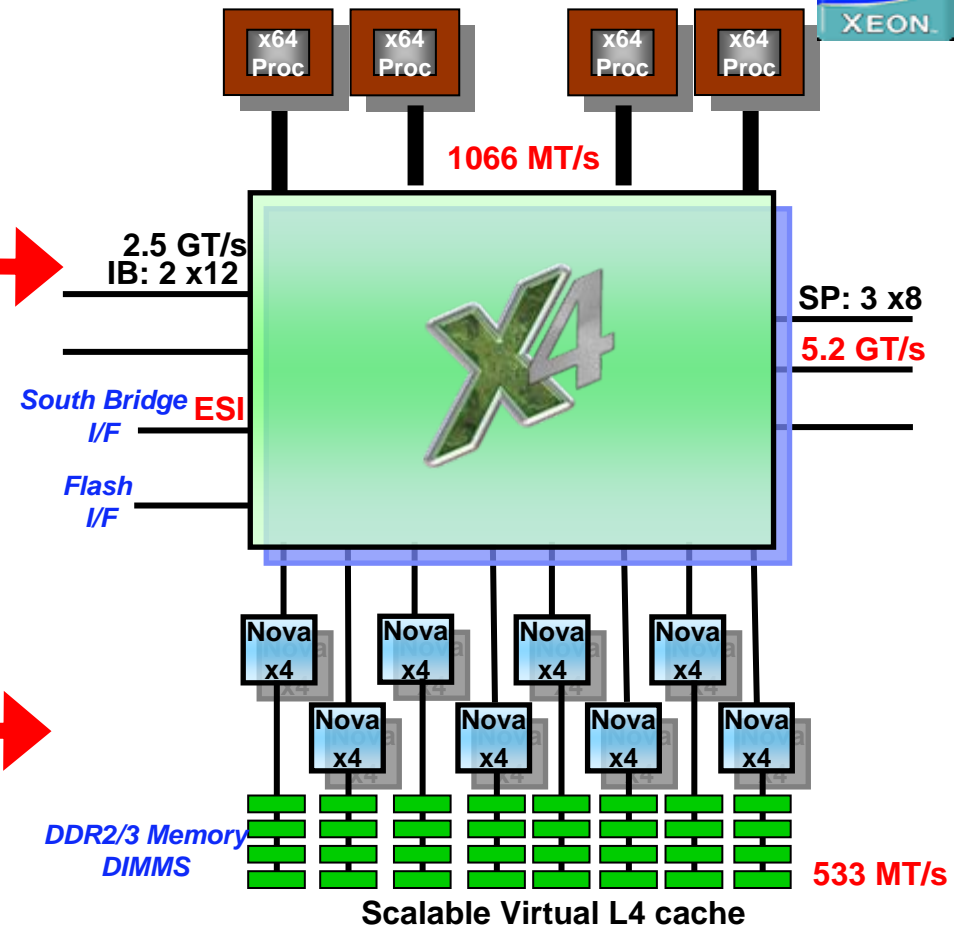 XEON™
x64
Proc
x64
Proc
x64
Proc
x64
Proc
1066 MT/s
2.5 GT/s
IB: 2 x12
SP: 3 x8
5.2 GT/s
X4
South Bridge
I/F
ESI
Flash
I/F
Nova
x4
Nova
x4
Nova
x4
Nova
x4
Nova
x4
Nova
x4
Nova
x4
Nova
x4
DDR2/3 Memory
DIMMS
533 MT/s
Scalable Virtual L4 cache